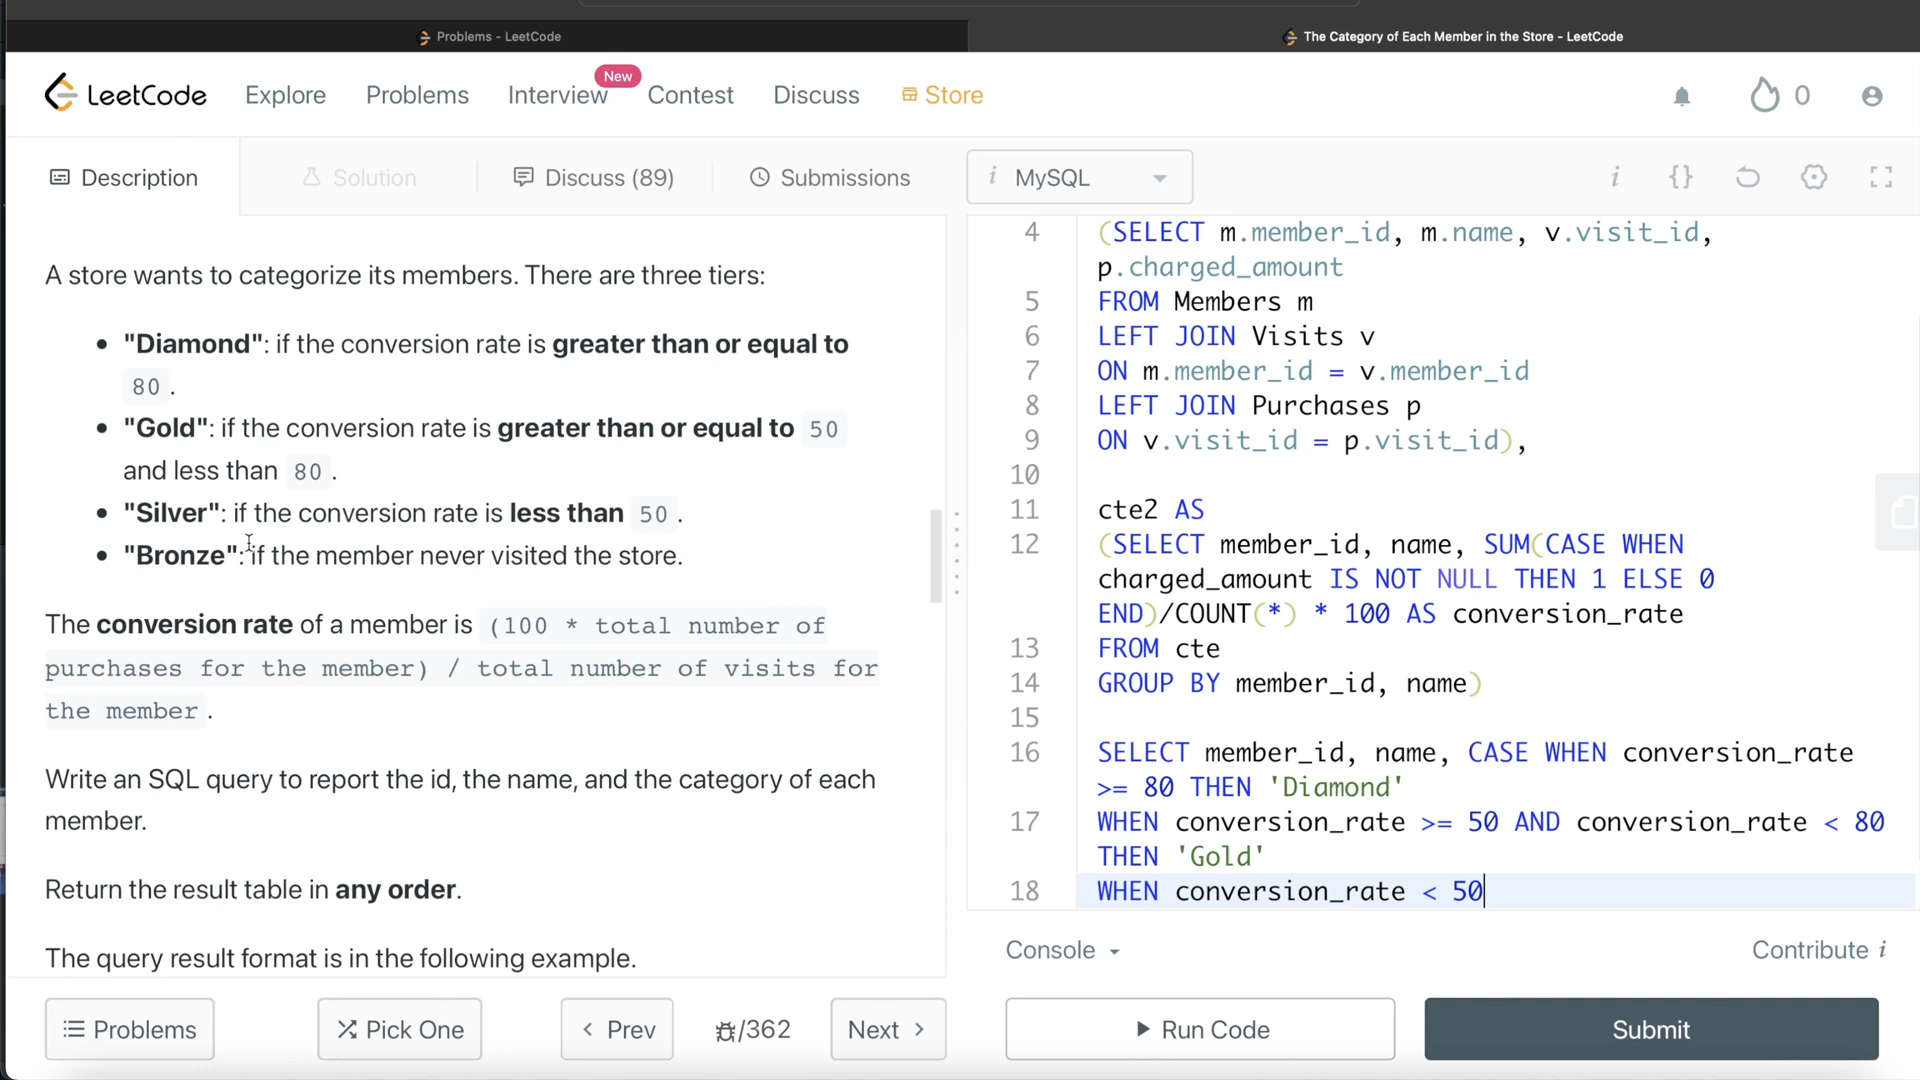 Problems - LeetCode
The Category of Each Member in the Store - LeetCode
LeetCode Explore Problems Interview New Contest Discuss Store 0
Description Solution Discuss (89) Submissions
A store wants to categorize its members. There are three tiers:
"Diamond": if the conversion rate is greater than or equal to
80 .
"Gold": if the conversion rate is greater than or equal to 50
and less than 80 .
"Silver": if the conversion rate is less than 50 .
"Bronze": if the member never visited the store.
The conversion rate of a member is (100 * total number of
purchases for the member) / total number of visits for
the member .
Write an SQL query to report the id, the name, and the category of each
member.
Return the result table in any order.
The query result format is in the following example.
Problems Pick One Prev /362 Next
i MySQL i {}
4 (SELECT m.member_id, m.name, v.visit_id,
p.charged_amount
5 FROM Members m
6 LEFT JOIN Visits v
7 ON m.member_id = v.member_id
8 LEFT JOIN Purchases p
9 ON v.visit_id = p.visit_id),
10
11 cte2 AS
12 (SELECT member_id, name, SUM(CASE WHEN
charged_amount IS NOT NULL THEN 1 ELSE 0
END)/COUNT(*) * 100 AS conversion_rate
13 FROM cte
14 GROUP BY member_id, name)
15
16 SELECT member_id, name, CASE WHEN conversion_rate
>= 80 THEN 'Diamond'
17 WHEN conversion_rate >= 50 AND conversion_rate < 80
THEN 'Gold'
18 WHEN conversion_rate < 50
Console Contribute i
Run Code Submit